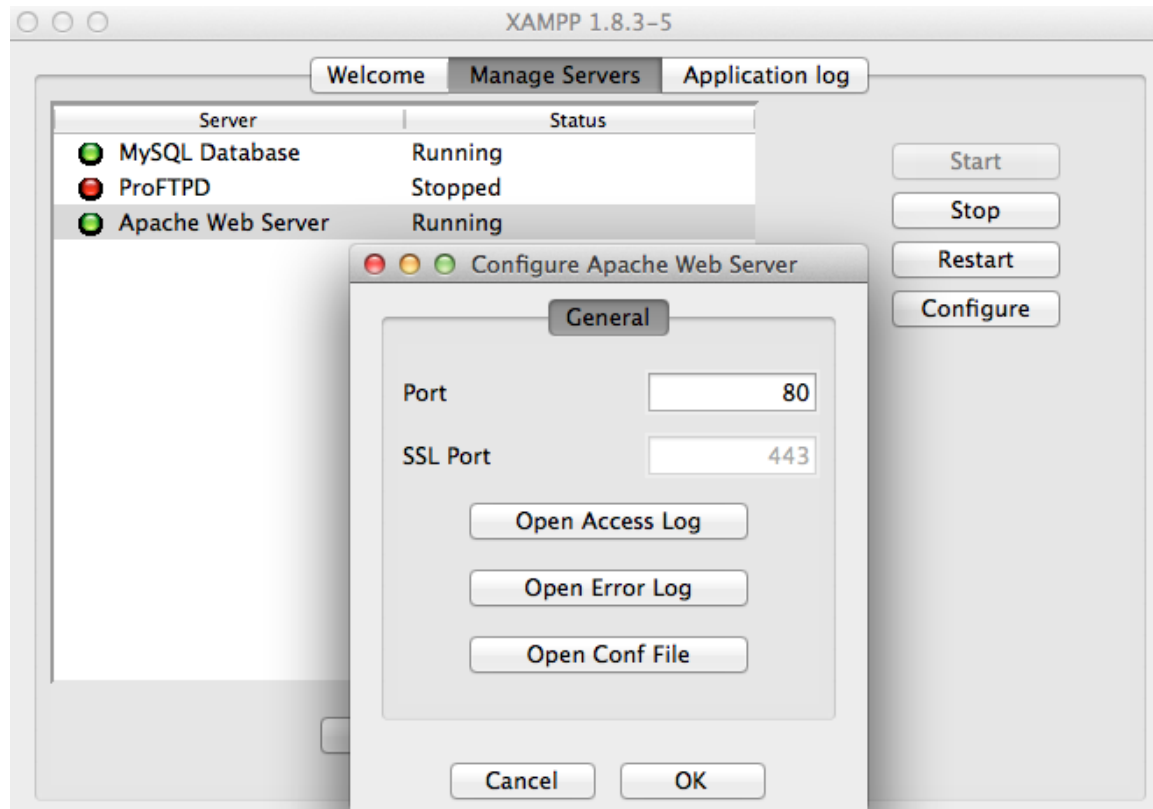 XAMPP 1.8.3-5
Welcome Manage Servers Application log
Server Status
MySQL Database Running
ProFTPD Stopped
Apache Web Server Running
Start
Stop
Restart
Configure
Configure Apache Web Server
General
Port 80
SSL Port 443
Open Access Log
Open Error Log
Open Conf File
Cancel OK